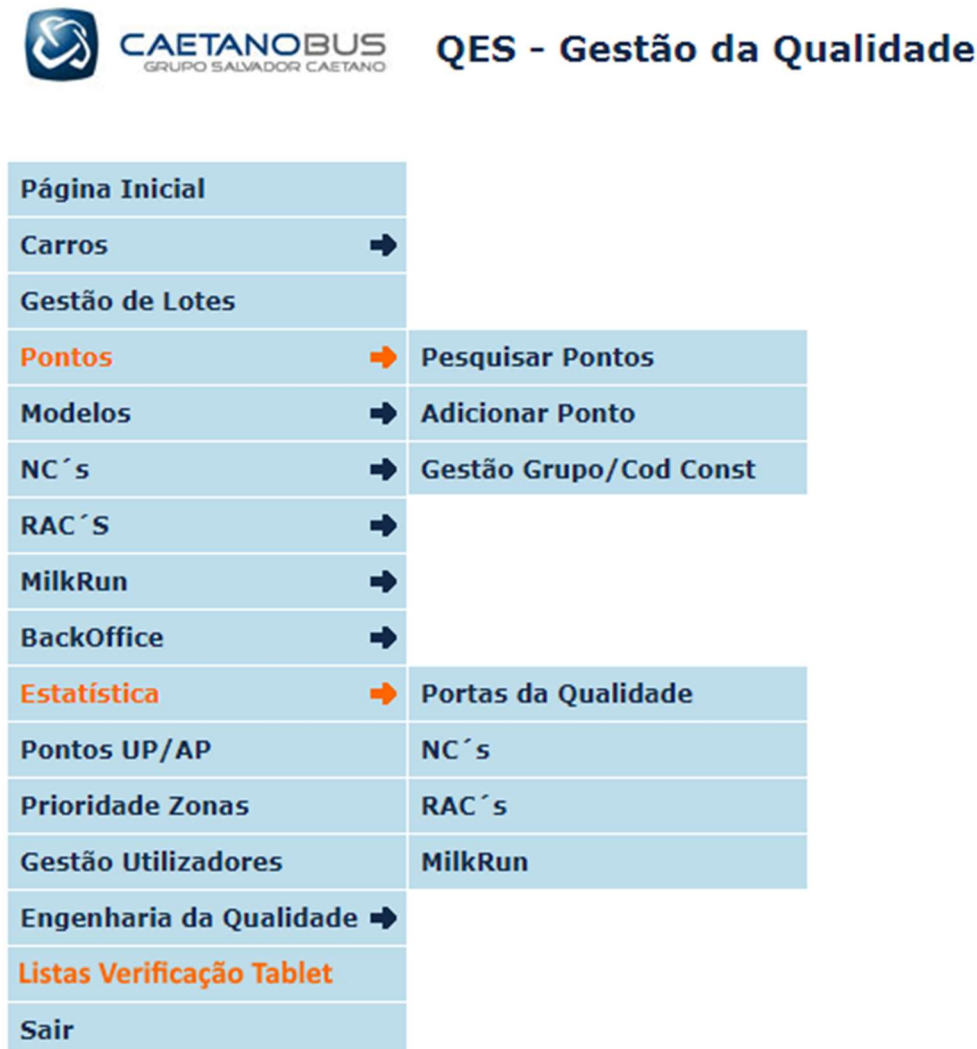 CAETANOBUS
GRUPO SALVADOR CAETANO
QES - Gestão da Qualidade
Página Inicial
Carros
Gestão de Lotes
Pontos
Pesquisar Pontos
Modelos
Adicionar Ponto
NC´s
Gestão Grupo/Cod Const
RAC´S
MilkRun
BackOffice
Estatística
Portas da Qualidade
Pontos UP/AP
NC´s
Prioridade Zonas
RAC´s
Gestão Utilizadores
MilkRun
Engenharia da Qualidade
Listas Verificação Tablet
Sair